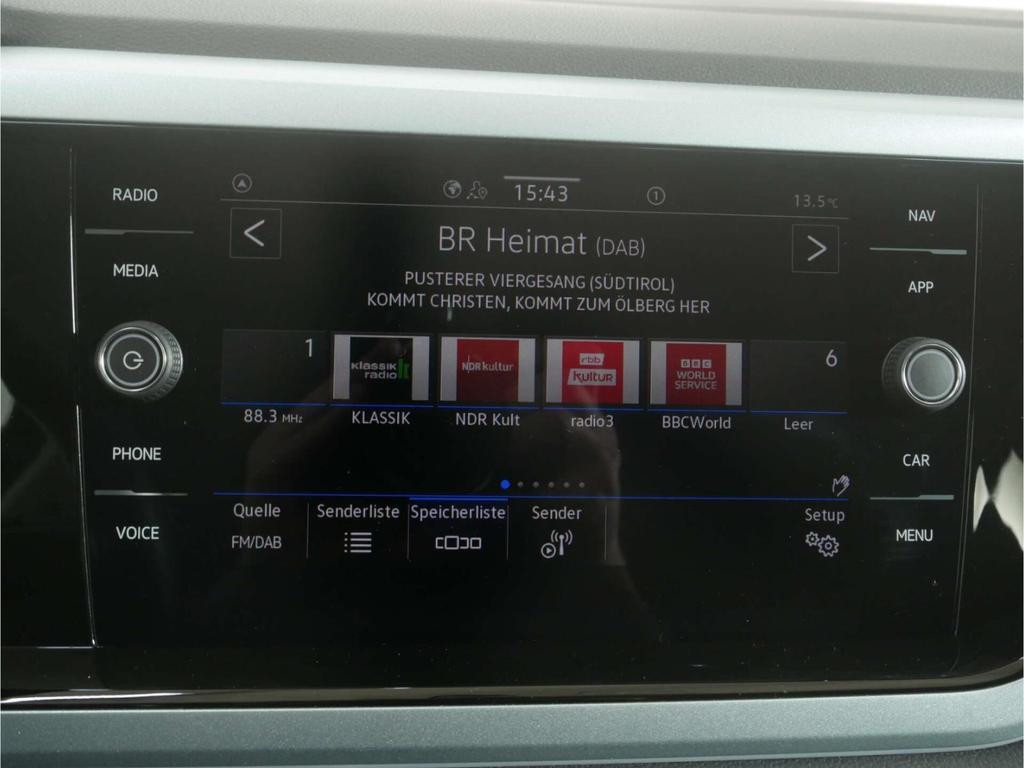 RADIO
MEDIA
PHONE
VOICE
15:43
1
13.5°C
BR Heimat (DAB)
PUSTERER VIERGESANG (SÜDTIROL)
KOMMT CHRISTEN, KOMMT ZUM ÖLBERG HER
1
KLASSIK
radio
NDR kultur
rbb
kultur
BBC
WORLD
SERVICE
6
88.3 MHz
KLASSIK
NDR Kult
radio3
BBCWorld
Leer
Quelle
FM/DAB
Senderliste
Speicherliste
Sender
Setup
NAV
APP
CAR
MENU